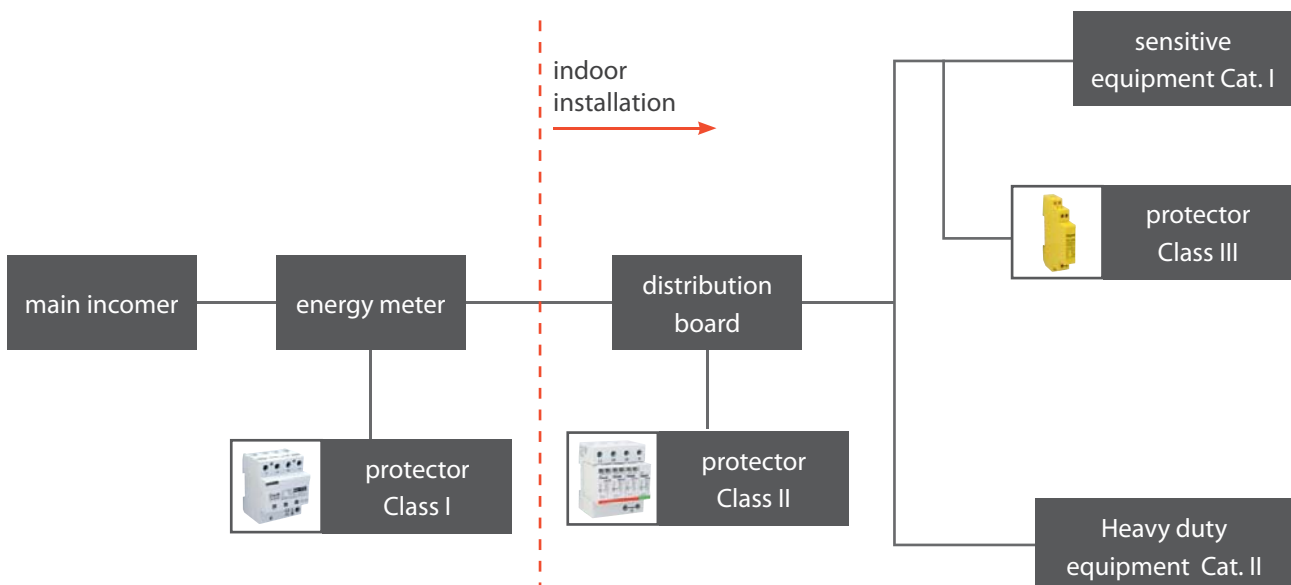 sensitive
equipment Cat. I
indoor
installation
protector
Class III
main incomer
energy meter
distribution
board
protector
Class I
protector
Class II
Heavy duty
equipment Cat. II